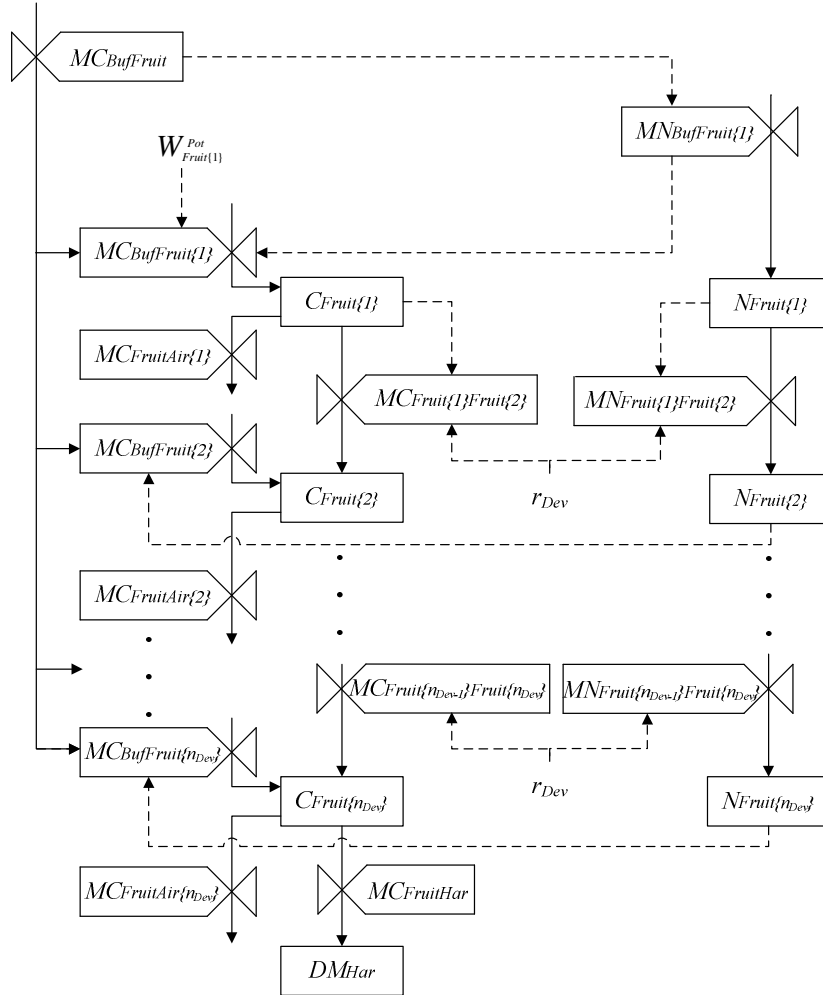 MCBufFruit
MNBufFruit{1}
W Pot Fruit{1}
MCBufFruit{1}
CFruit{1}
NFruit{1}
MCFruitAir{1}
MCFruit{1}Fruit{2}
MNFruit{1}Fruit{2}
MCBufFruit{2}
CFruit{2}
rDev
NFruit{2}
MCFruitAir{2}
MCFruit{nDev-1}Fruit{nDev}
MNFruit{nDev-1}Fruit{nDev}
MCBufFruit{nDev}
CFruit{nDev}
rDev
NFruit{nDev}
MCFruitAir{nDev}
MCFruitHar
DMHar